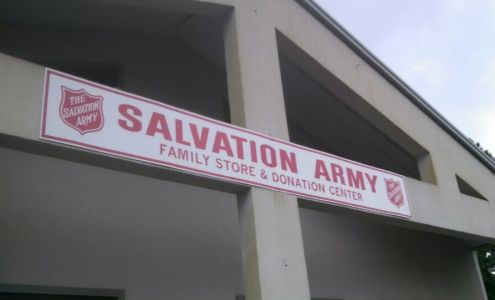 THE
SALVATION
ARMY
SALVATION ARMY
FAMILY STORE & DONATION CENTER